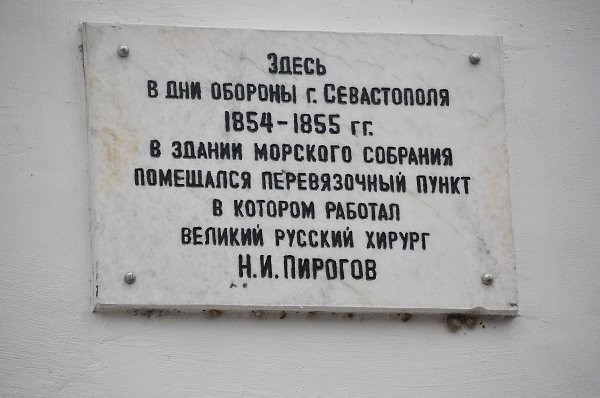 Здесь
в дни обороны г. Севастополя
1854-1855 гг.
в здании морского собрания
помещался перевязочный пункт
в котором работал
великий русский хирург
Н.И.Пирогов